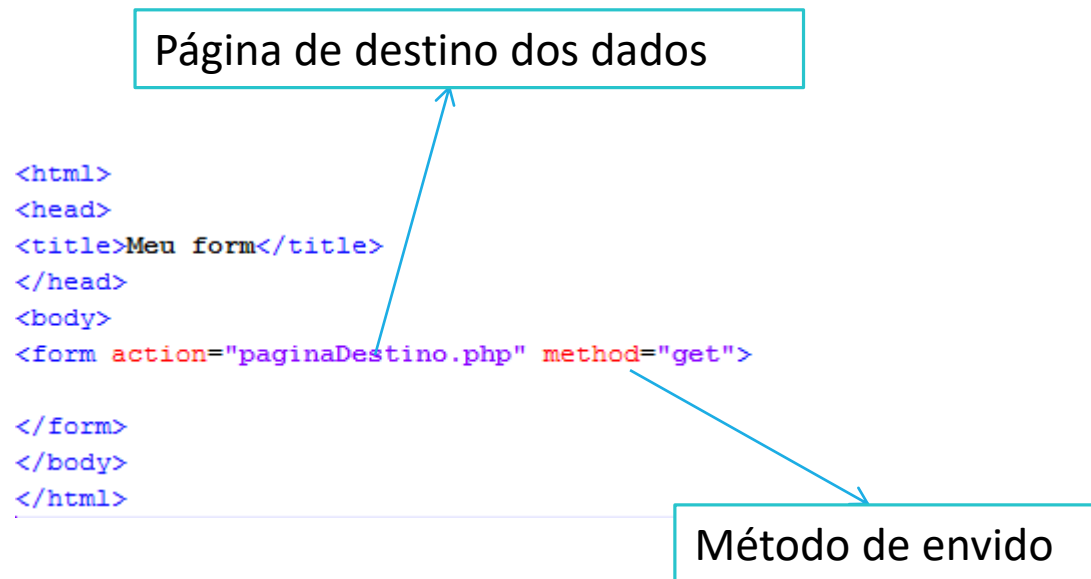 Página de destino dos dados
<html>
<head>
<title>Meu form</title>
</head>
<body>
<form action="paginaDestino.php" method="get">
</form>
</body>
</html>
Método de envido